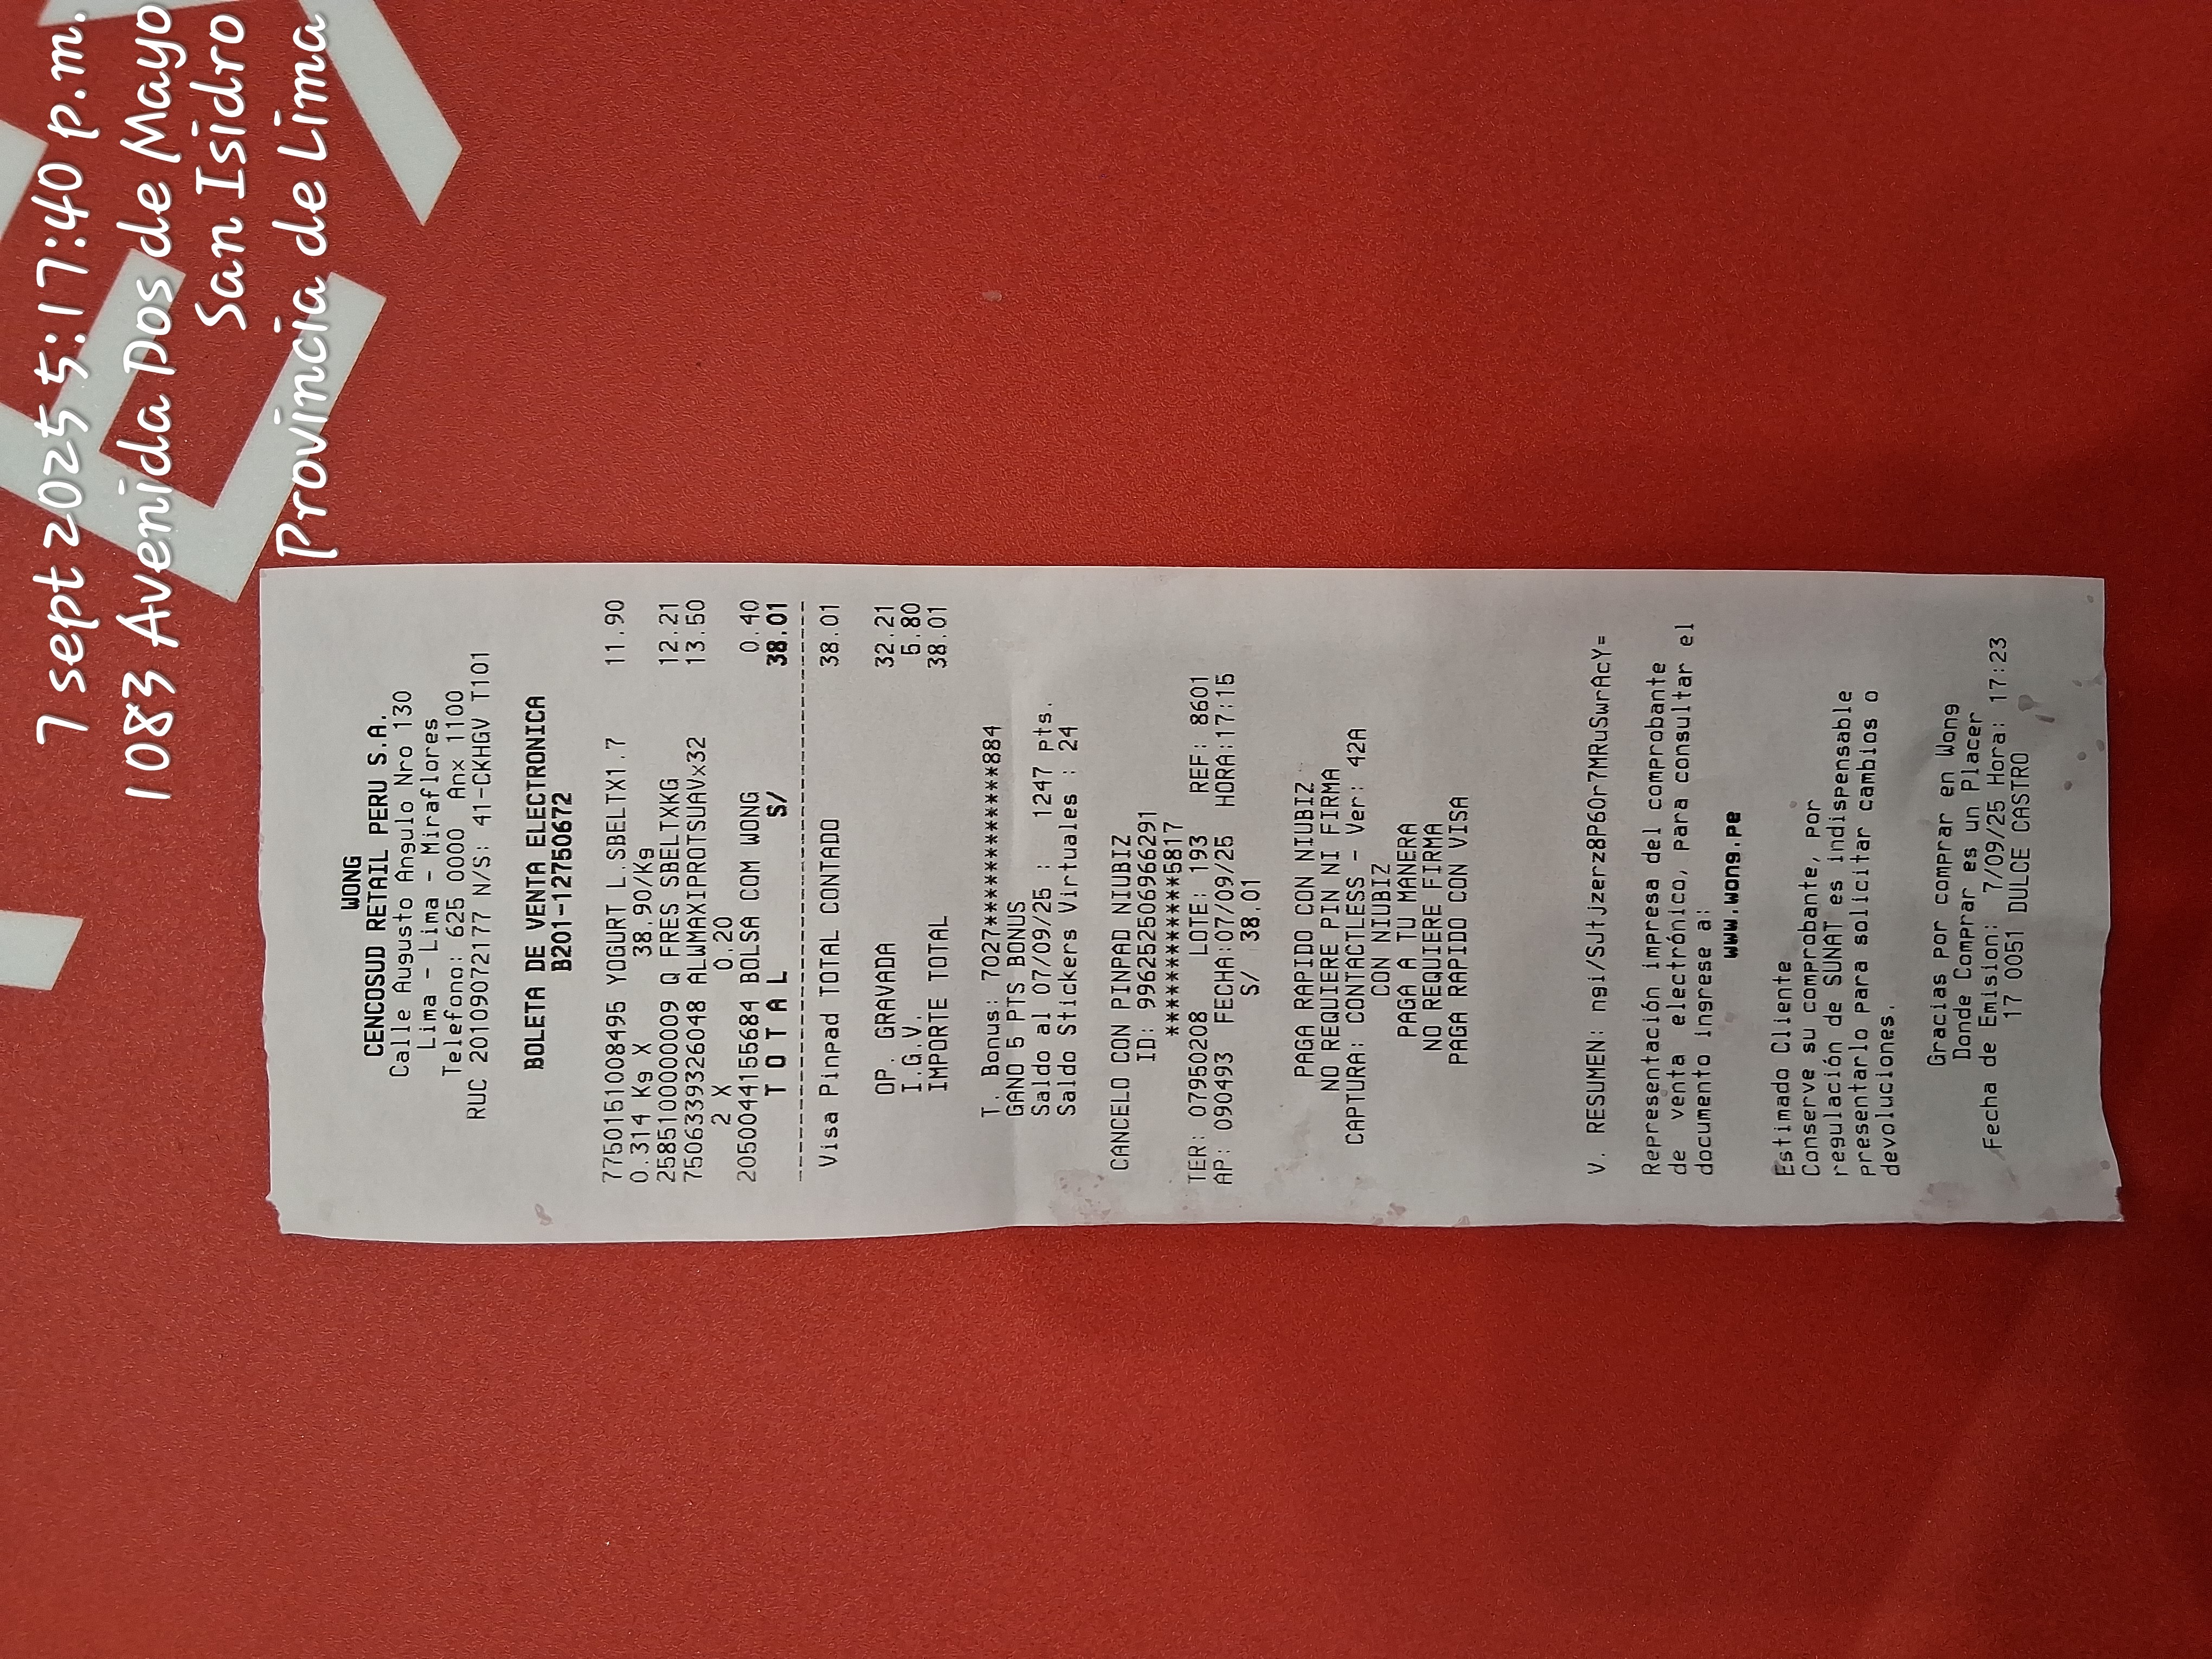 7 sept 2025 5:17:40 p.m.
1083 Avenida Dos de Mayo
San Isidro
Provincia de Lima
WONG
CENCOSUD RETAIL PERU S.A.
Calle Augusto Angulo Nro 130
Lima - Lima - Miraflores
Telefono: 625 0000 Anx 1100
RUC 20109072177 N/S: 41-CKHGV T101
BOLETA DE VENTA ELECTRONICA
B201-12750672
7750151008495 YOGURT L.SBELTX1.7 11.90
0.314 Kg X 38.90/Kg
2585100000009 Q FRES SBELTXKG 12.21
7506339326048 ALWMAXIPROTSUAVx32 13.50
2 X 0.20
2050044155684 BOLSA COM WONG 0.40
T O T A L S/ 38.01
Visa Pinpad TOTAL CONTADO 38.01
OP. GRAVADA 32.21
I.G.V. 5.80
IMPORTE TOTAL 38.01
T. Bonus: 7027************884
GANO 5 PTS BONUS
Saldo al 07/09/25 : 1247 pts.
Saldo Stickers Virtuales : 24
CANCELO CON PINPAD NIUBIZ
ID: 996252506966291
************5817
TER: 07950208 LOTE: 193 REF: 8601
AP: 090493 FECHA:07/09/25 HORA:17:15
S/ 38.01
PAGA RAPIDO CON NIUBIZ
NO REQUIERE PIN NI FIRMA
CAPTURA: CONTACTLESS - Ver: 42A
CON NIUBIZ
PAGA A TU MANERA
NO REQUIERE FIRMA
PAGA RAPIDO CON VISA
V. RESUMEN: ngi/SJtjzerz8P6Or7MRuSwrAcY=
Representación impresa del comprobante
de venta electrónico, para consultar el
documento ingrese a:
www.wong.pe
Estimado Cliente
Conserve su comprobante, por
regulación de SUNAT es indispensable
presentarlo para solicitar cambios o
devoluciones.
Gracias por comprar en Wong
Donde Comprar es un Placer
Fecha de Emision: 7/09/25 Hora: 17:23
17 0051 DULCE CASTRO